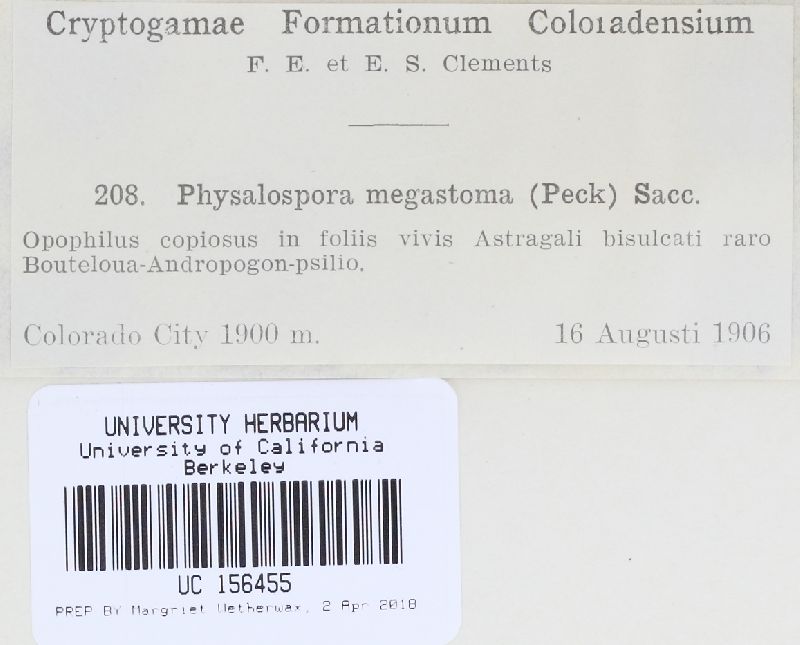 Cryptogamae Formationum Coloradensium
F. E. et E. S. Clements
208. Physalospora megastoma (Peck) Sacc.
Opophilus copiosus in foliis vivis Astragali bisulcati raro
Bouteloua-Andropogon-psilio.
Colorado City 1900 m. 16 Augusti 1906
UNIVERSITY HERBARIUM
University of California
Berkeley
UC 156455
PREP BY Margriet Wetherwax, 2 Apr 2018